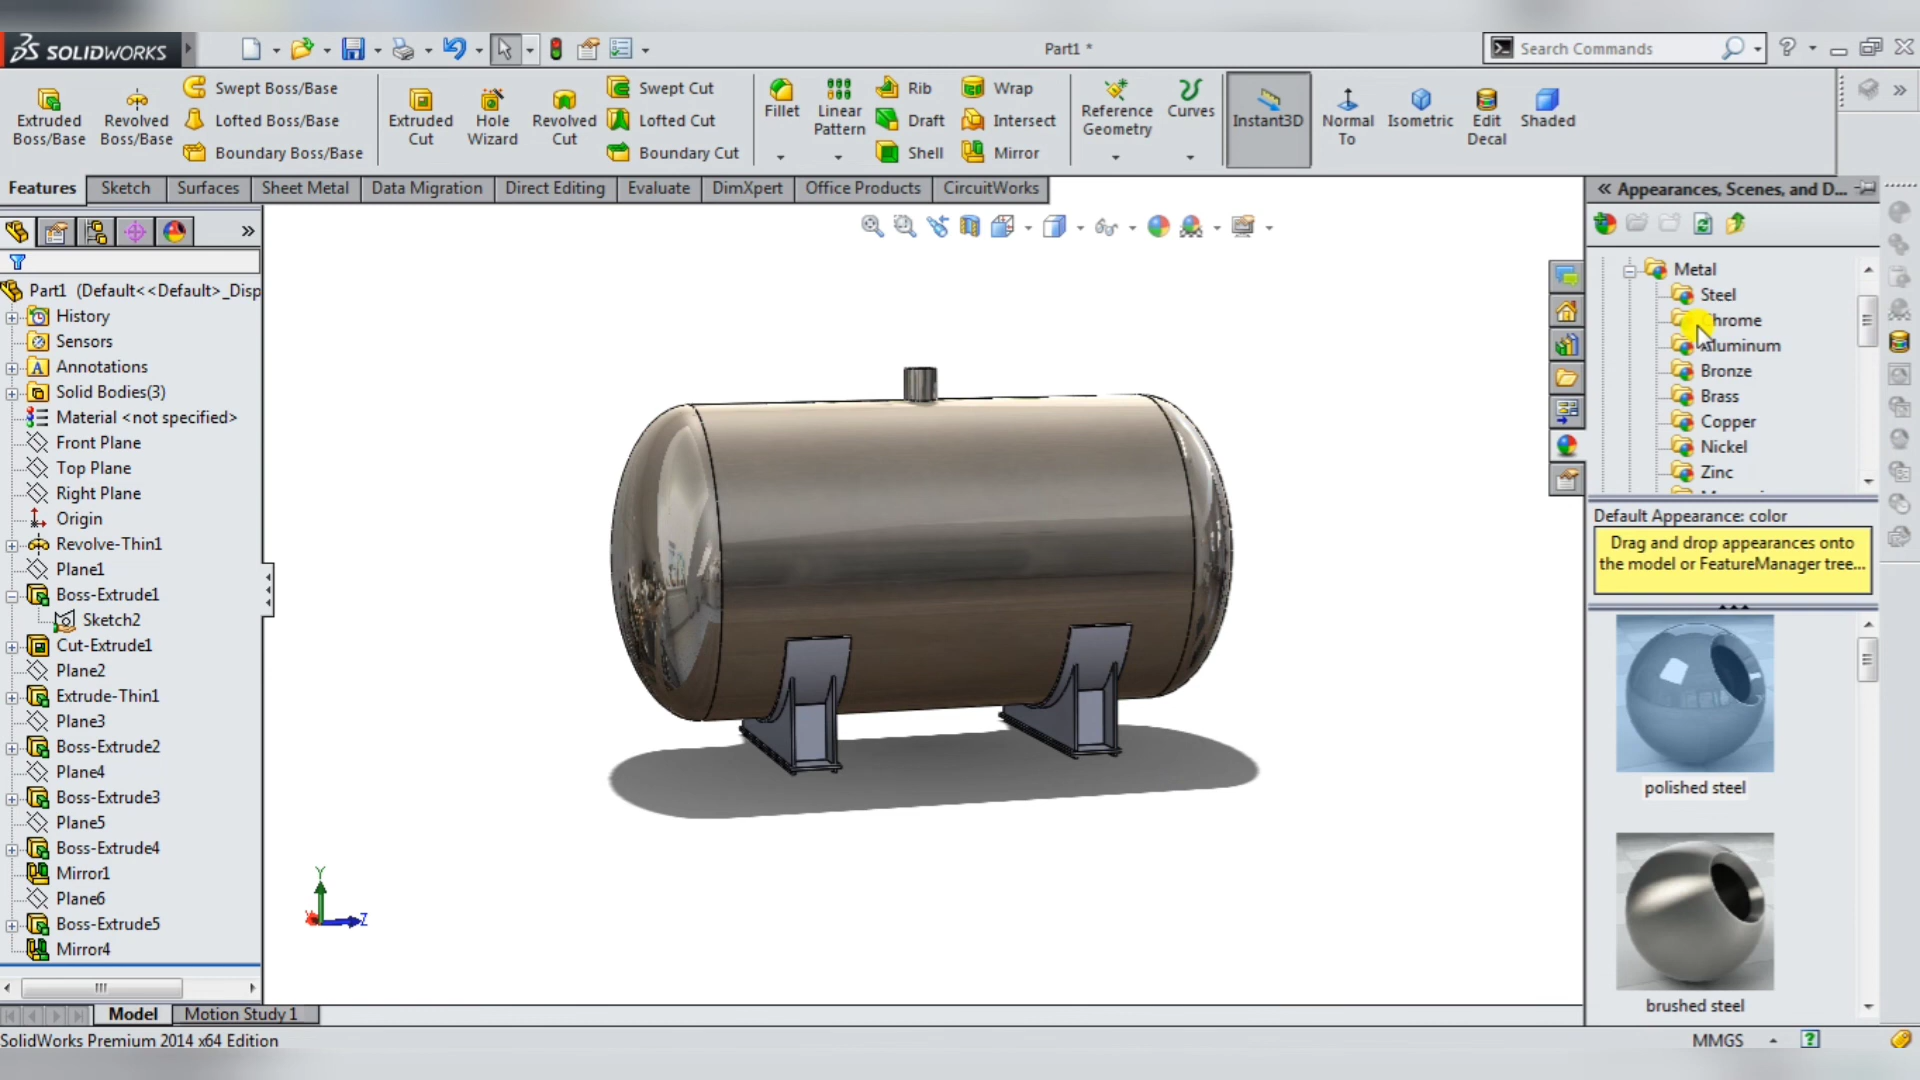 SOLIDWORKS
Part1 *
Search Commands
Extruded Boss/Base
Revolved Boss/Base
Swept Boss/Base
Lofted Boss/Base
Boundary Boss/Base
Extruded Cut
Hole Wizard
Revolved Cut
Swept Cut
Lofted Cut
Boundary Cut
Fillet
Linear Pattern
Rib
Draft
Shell
Wrap
Intersect
Mirror
Reference Geometry
Curves
Instant3D
Normal To
Isometric
Edit Decal
Shaded
Features
Sketch
Surfaces
Sheet Metal
Data Migration
Direct Editing
Evaluate
DimXpert
Office Products
CircuitWorks
Part1 (Default<<Default>_Disp
History
Sensors
Annotations
Solid Bodies(3)
Material <not specified>
Front Plane
Top Plane
Right Plane
Origin
Revolve-Thin1
Plane1
Boss-Extrude1
Sketch2
Cut-Extrude1
Plane2
Extrude-Thin1
Plane3
Boss-Extrude2
Plane4
Boss-Extrude3
Plane5
Boss-Extrude4
Mirror1
Plane6
Boss-Extrude5
Mirror4
Y
Z
Appearances, Scenes, and D...
Metal
Steel
Chrome
Aluminum
Bronze
Brass
Copper
Nickel
Zinc
Default Appearance: color
Drag and drop appearances onto
the model or FeatureManager tree...
polished steel
brushed steel
Model
Motion Study 1
SolidWorks Premium 2014 x64 Edition
MMGS